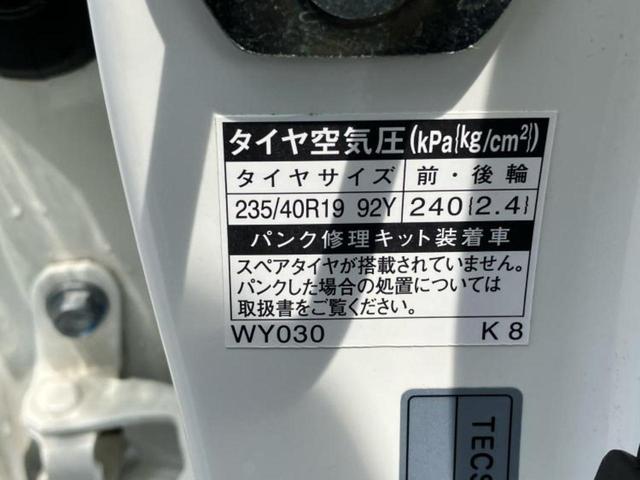 タイヤ空気圧(kPa{kg/cm²})
タイヤサイズ 前・後輪
235/40R19 92Y 240{2.4}
パンク修理キット装着車
スペアタイヤが搭載されていません。
パンクした場合の処置については
取扱書をご覧ください。
WY030 K8
TECS